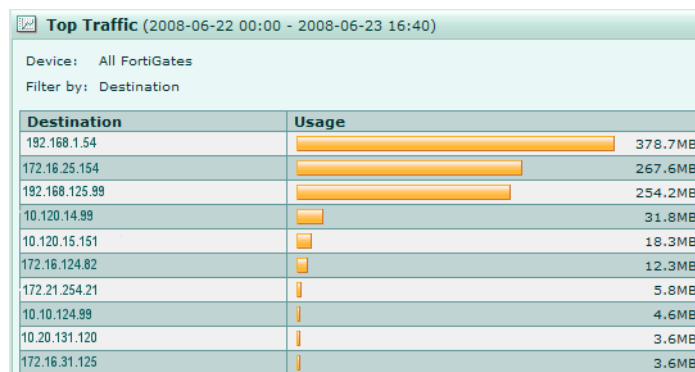 Top Traffic (2008-06-22 00:00 - 2008-06-23 16:40)
Device: All FortiGates
Filter by: Destination
Destination Usage
192.168.1.54 378.7MB
172.16.25.154 267.6MB
192.168.125.99 254.2MB
10.120.14.99 31.8MB
10.120.15.151 18.3MB
172.16.124.82 12.3MB
172.21.254.21 5.8MB
10.10.124.99 4.6MB
10.20.131.120 3.6MB
172.16.31.125 3.6MB